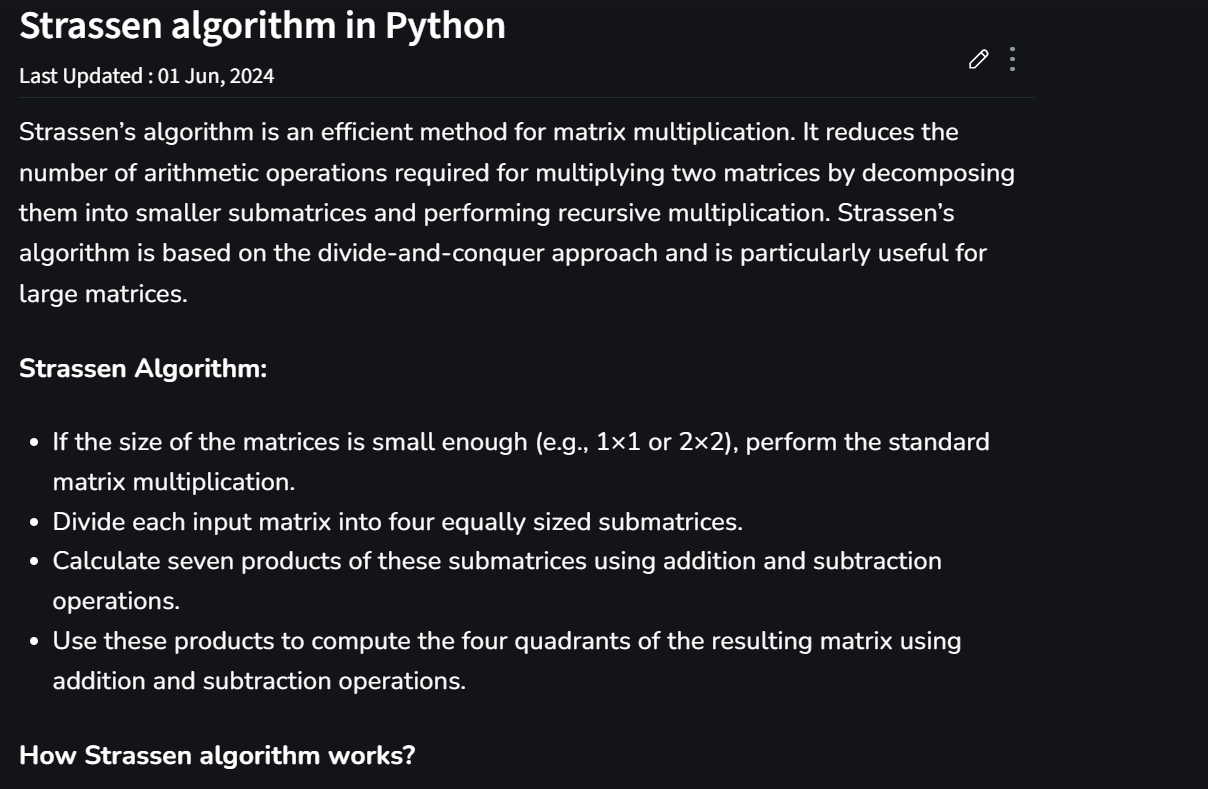 Strassen algorithm in Python
Last Updated : 01 Jun, 2024
Strassen’s algorithm is an efficient method for matrix multiplication. It reduces the
number of arithmetic operations required for multiplying two matrices by decomposing
them into smaller submatrices and performing recursive multiplication. Strassen’s
algorithm is based on the divide-and-conquer approach and is particularly useful for
large matrices.
Strassen Algorithm:
• If the size of the matrices is small enough (e.g., 1×1 or 2×2), perform the standard
matrix multiplication.
• Divide each input matrix into four equally sized submatrices.
• Calculate seven products of these submatrices using addition and subtraction
operations.
• Use these products to compute the four quadrants of the resulting matrix using
addition and subtraction operations.
How Strassen algorithm works?